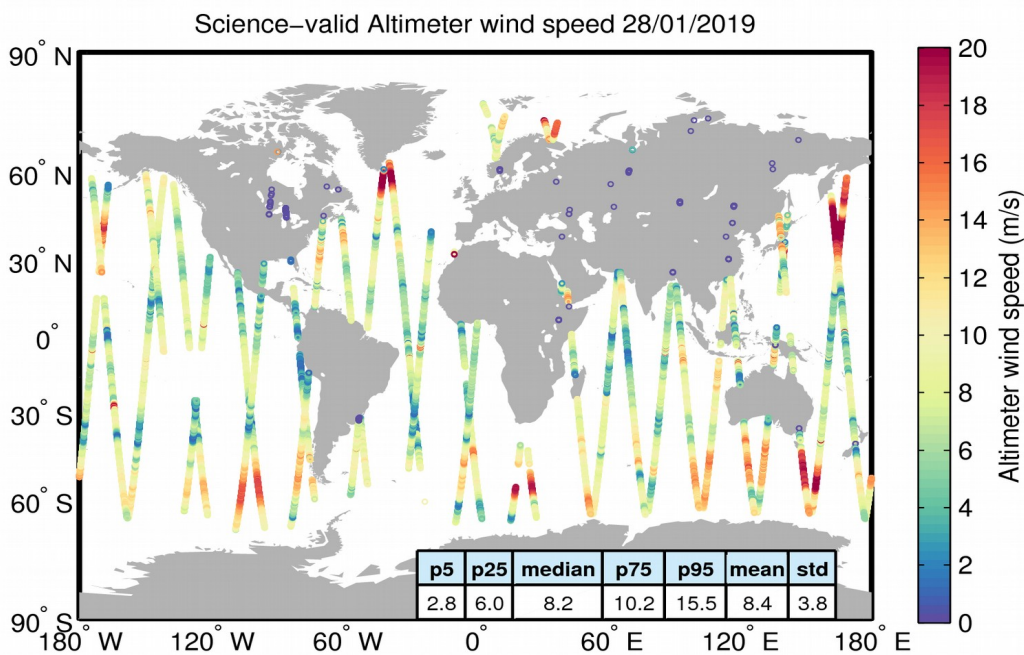 Science−valid Altimeter wind speed 28/01/2019
90° N
60° N
30° N
0°
30° S
60° S
90° S
180° W
120° W
60° W
0°
60° E
120° E
180° E
p5 p25 median p75 p95 mean std
2.8 6.0 8.2 10.2 15.5 8.4 3.8
20
18
16
14
12
10
8
6
4
2
0
Altimeter wind speed (m/s)